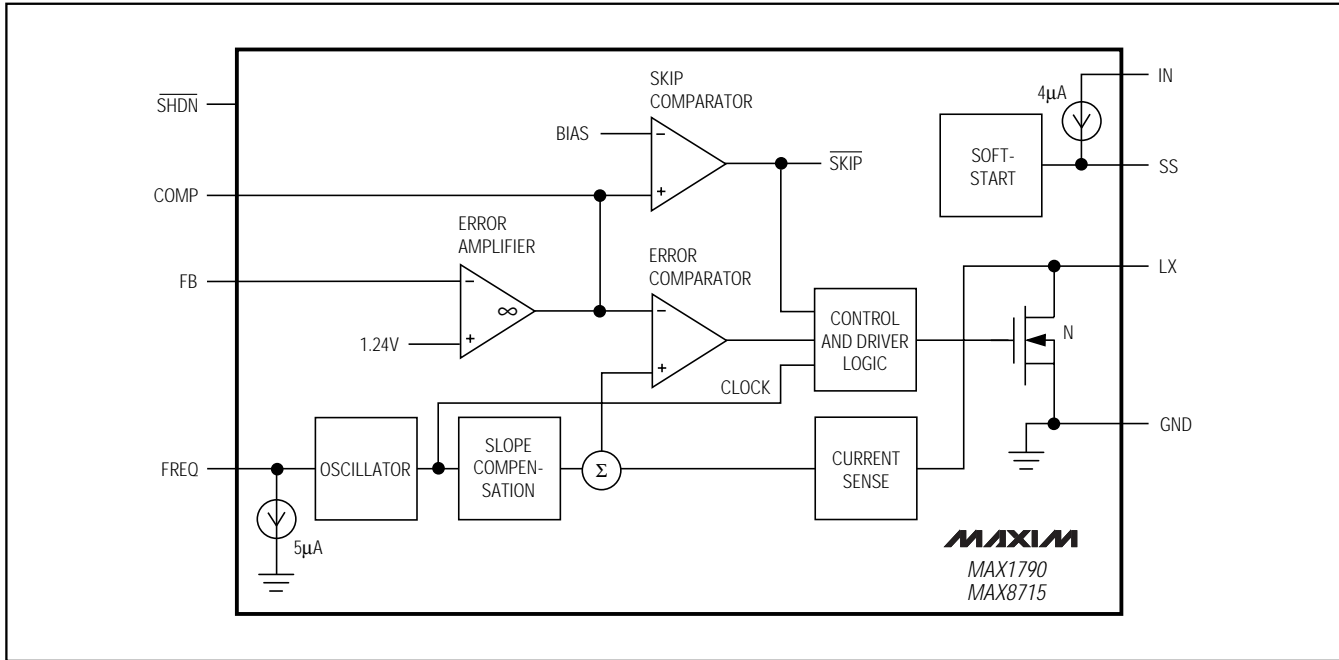 SHDN
COMP
FB
FREQ
5µA
BIAS
SKIP
COMPARATOR
−
+
SKIP
ERROR
AMPLIFIER
−
+
∞
1.24V
ERROR
COMPARATOR
−
+
CLOCK
OSCILLATOR
SLOPE
COMPEN-
SATION
Σ
CONTROL
AND DRIVER
LOGIC
CURRENT
SENSE
SOFT-
START
4µA
IN
SS
LX
N
GND
MAXIM
MAX1790
MAX8715